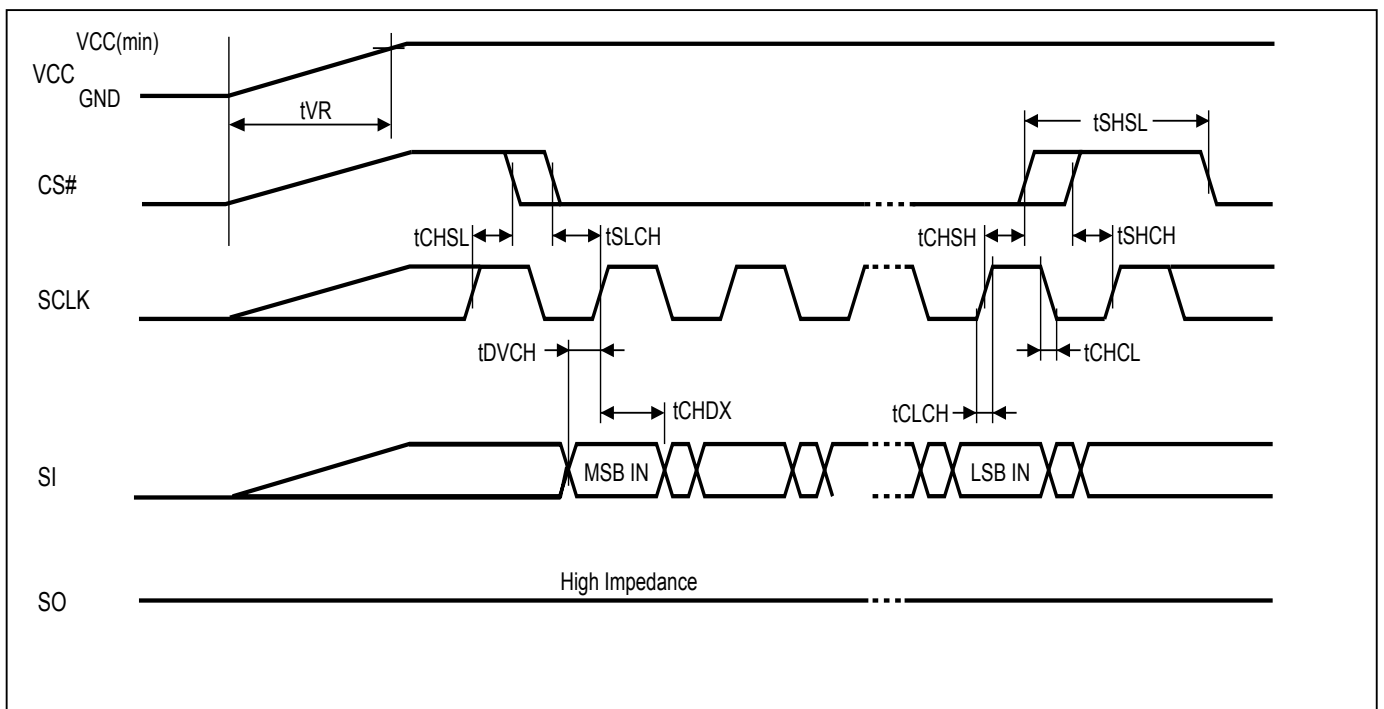 VCC(min)
VCC
GND
tVR
tSHSL
CS#
tCHSL
tSLCH
tCHSH
tSHCH
SCLK
tDVCH
tCHCL
tCHDX
tCLCH
SI
MSB IN
LSB IN
High Impedance
SO